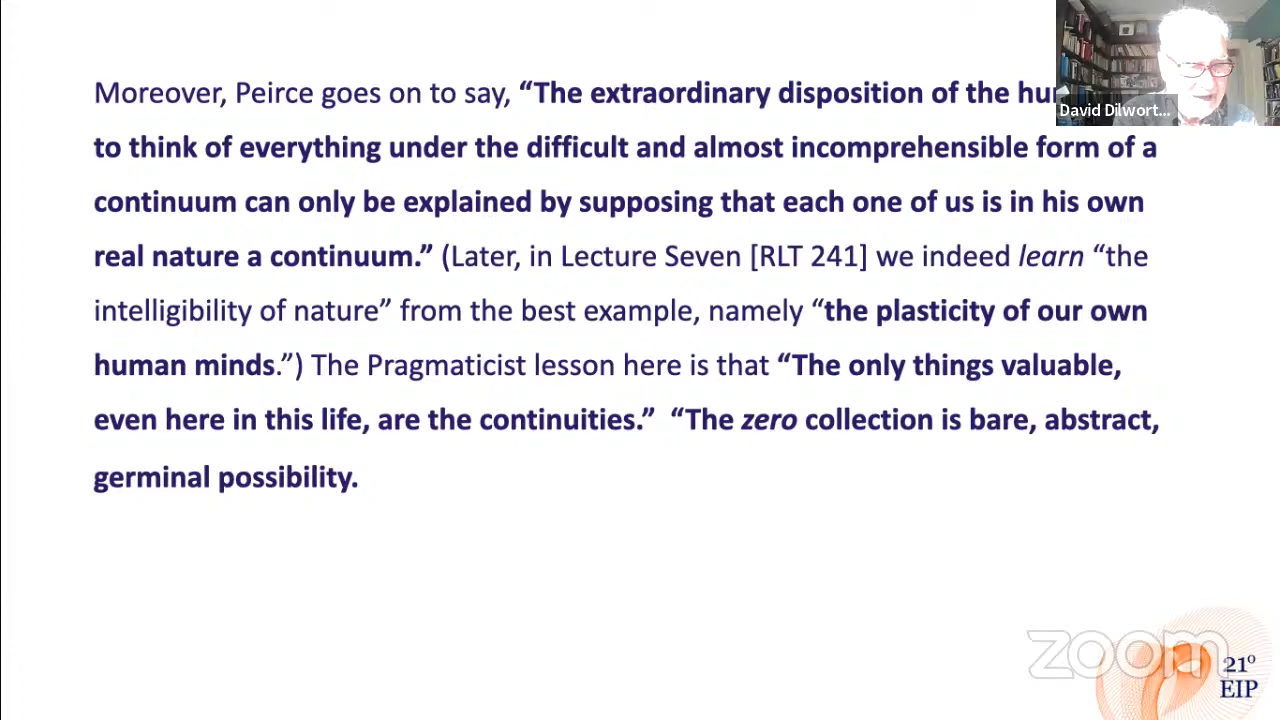 Moreover, Peirce goes on to say, “The extraordinary disposition of the
to think of everything under the difficult and almost incomprehensible form of a
continuum can only be explained by supposing that each one of us is in his own
real nature a continuum.” (Later, in Lecture Seven [RLT 241] we indeed learn “the
intelligibility of nature” from the best example, namely “the plasticity of our own
human minds.”) The Pragmaticist lesson here is that “The only things valuable,
even here in this life, are the continuities.”  “The zero collection is bare, abstract,
germinal possibility.
David Dilwort...
zoom
21º
EIP